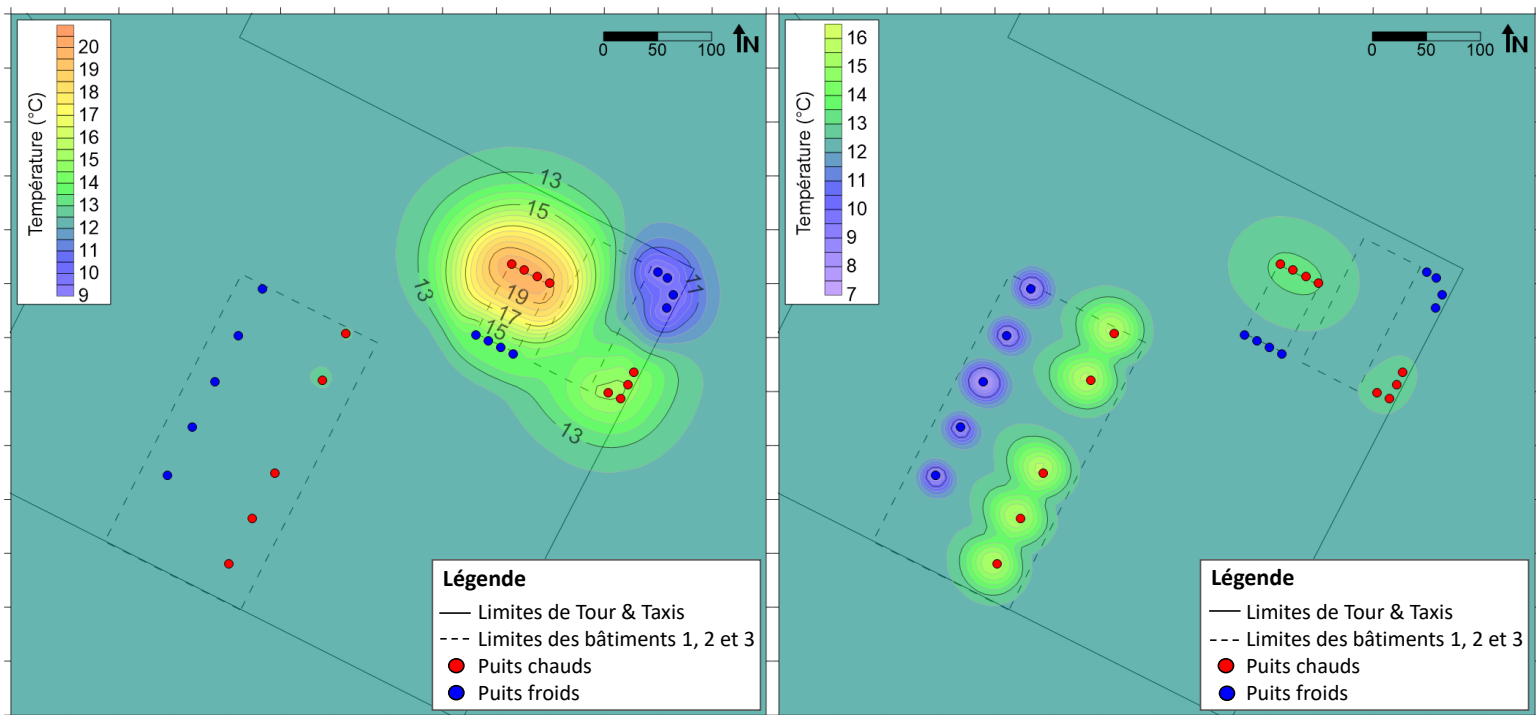 Température (°C)
20
19
18
17
16
15
14
13
12
11
10
9
0 50 100
N
13
15
13
19
17
15
11
13
Légende
Limites de Tour & Taxis
Limites des bâtiments 1, 2 et 3
Puits chauds
Puits froids
Température (°C)
16
15
14
13
12
11
10
9
8
7
0 50 100
N
Légende
Limites de Tour & Taxis
Limites des bâtiments 1, 2 et 3
Puits chauds
Puits froids